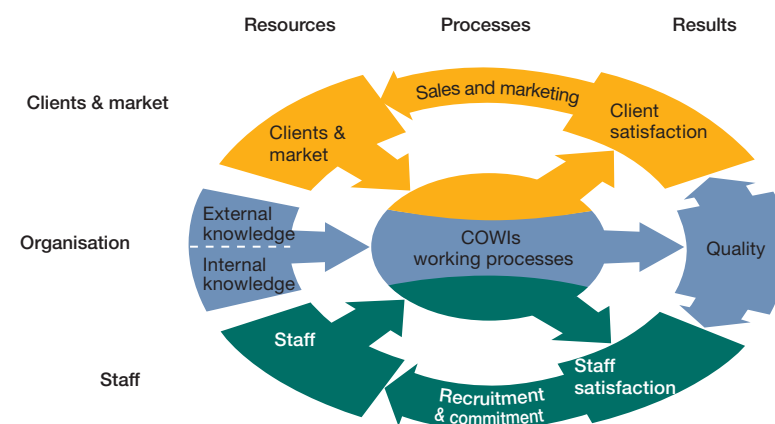 Resources
Processes
Results
Clients & market
Sales and marketing
Clients &
market
Client
satisfaction
Organisation
External
knowledge
Internal
knowledge
COWIs
working processes
Quality
Staff
Staff
Staff
satisfaction
Recruitment
& commitment